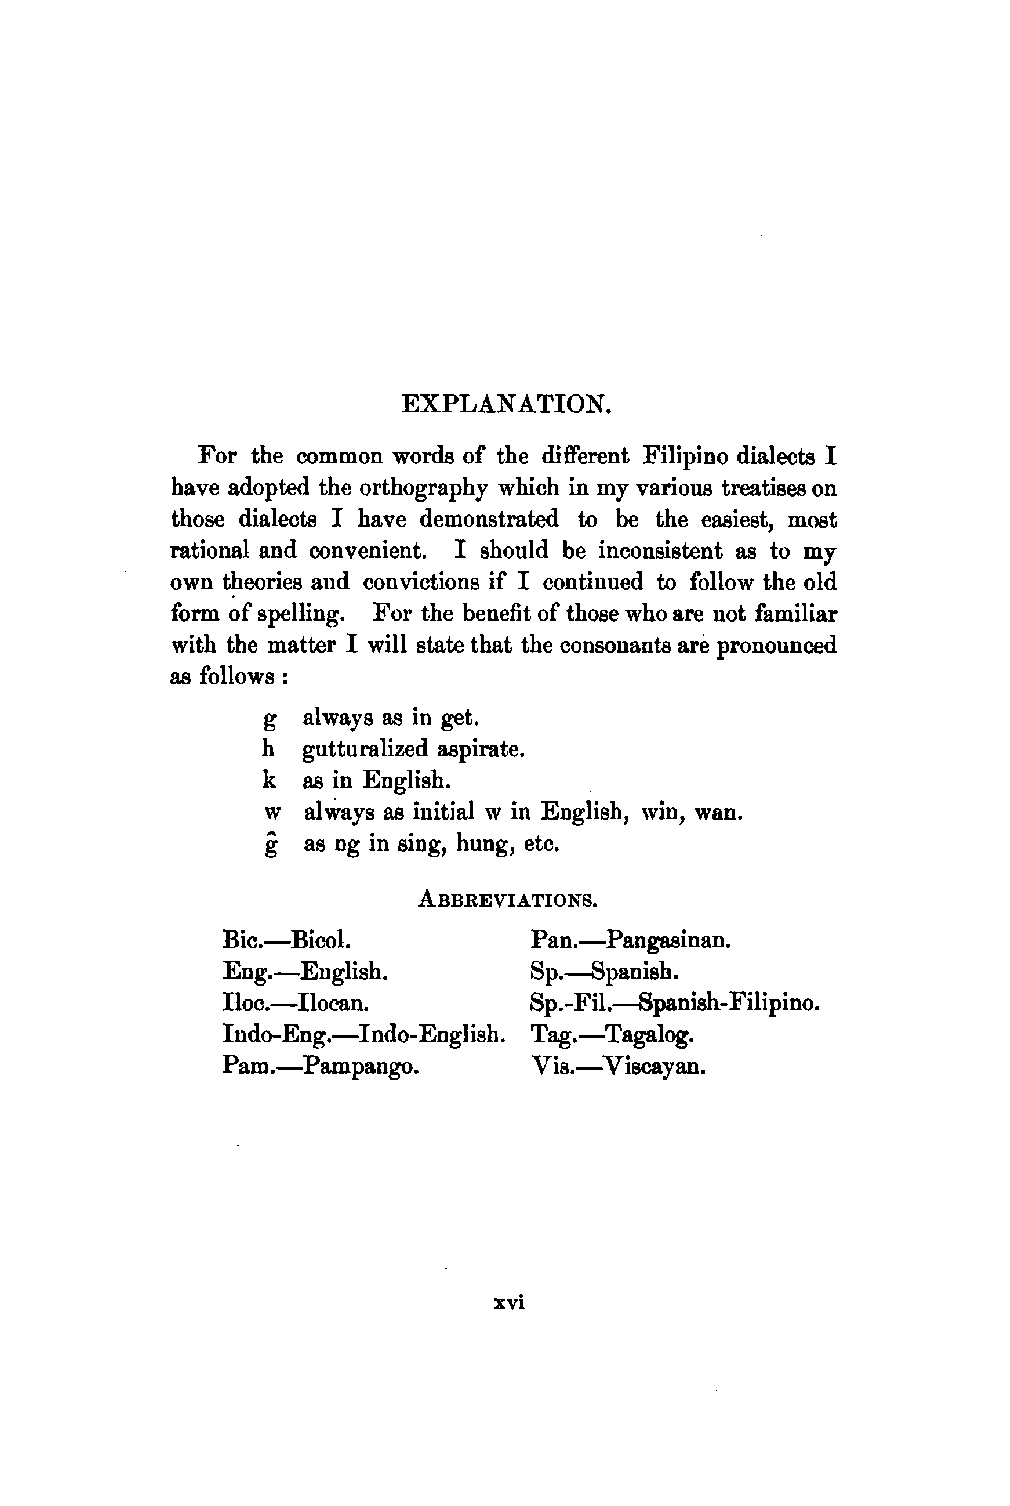 EXPLANATION.
For the common words of the different Filipino dialects I
have adopted the orthography which in my various treatises on
those dialects I have demonstrated to be the easiest, most
rational and convenient. I should be inconsistent as to my
own theories and convictions if I continued to follow the old
form of spelling. For the benefit of those who are not familiar
with the matter I will state that the consonants are pronounced
as follows :
g always as in get.
h gutturalized aspirate.
k as in English.
w always as initial w in English, win, wan.
ĝ as ng in sing, hung, etc.
ABBREVIATIONS.
Bic.—Bicol.
Eng.—English.
Iloc.—Ilocan.
Indo-Eng.—Indo-English.
Pam.—Pampango.
Pan.—Pangasinan.
Sp.—Spanish.
Sp.-Fil.—Spanish-Filipino.
Tag.—Tagalog.
Vis.—Viscayan.
xvi